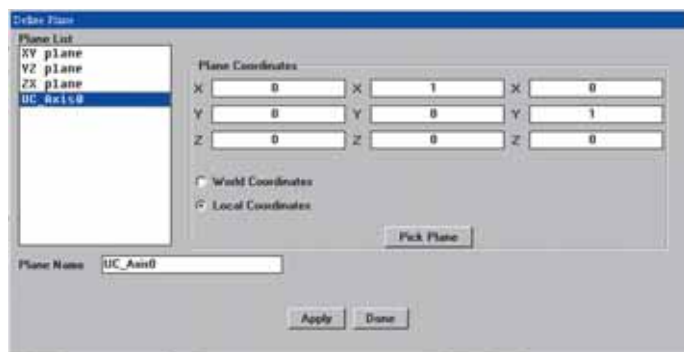 Define Plane
Plane List
XY plane
YZ plane
ZX plane
UC_Axis0
Plane Coordinates
X 0 X 1 X 0
Y 0 Y 0 Y 1
Z 0 Z 0 Z 0
World Coordinates
Local Coordinates
Pick Plane
Plane Name UC_Axis0
Apply Done